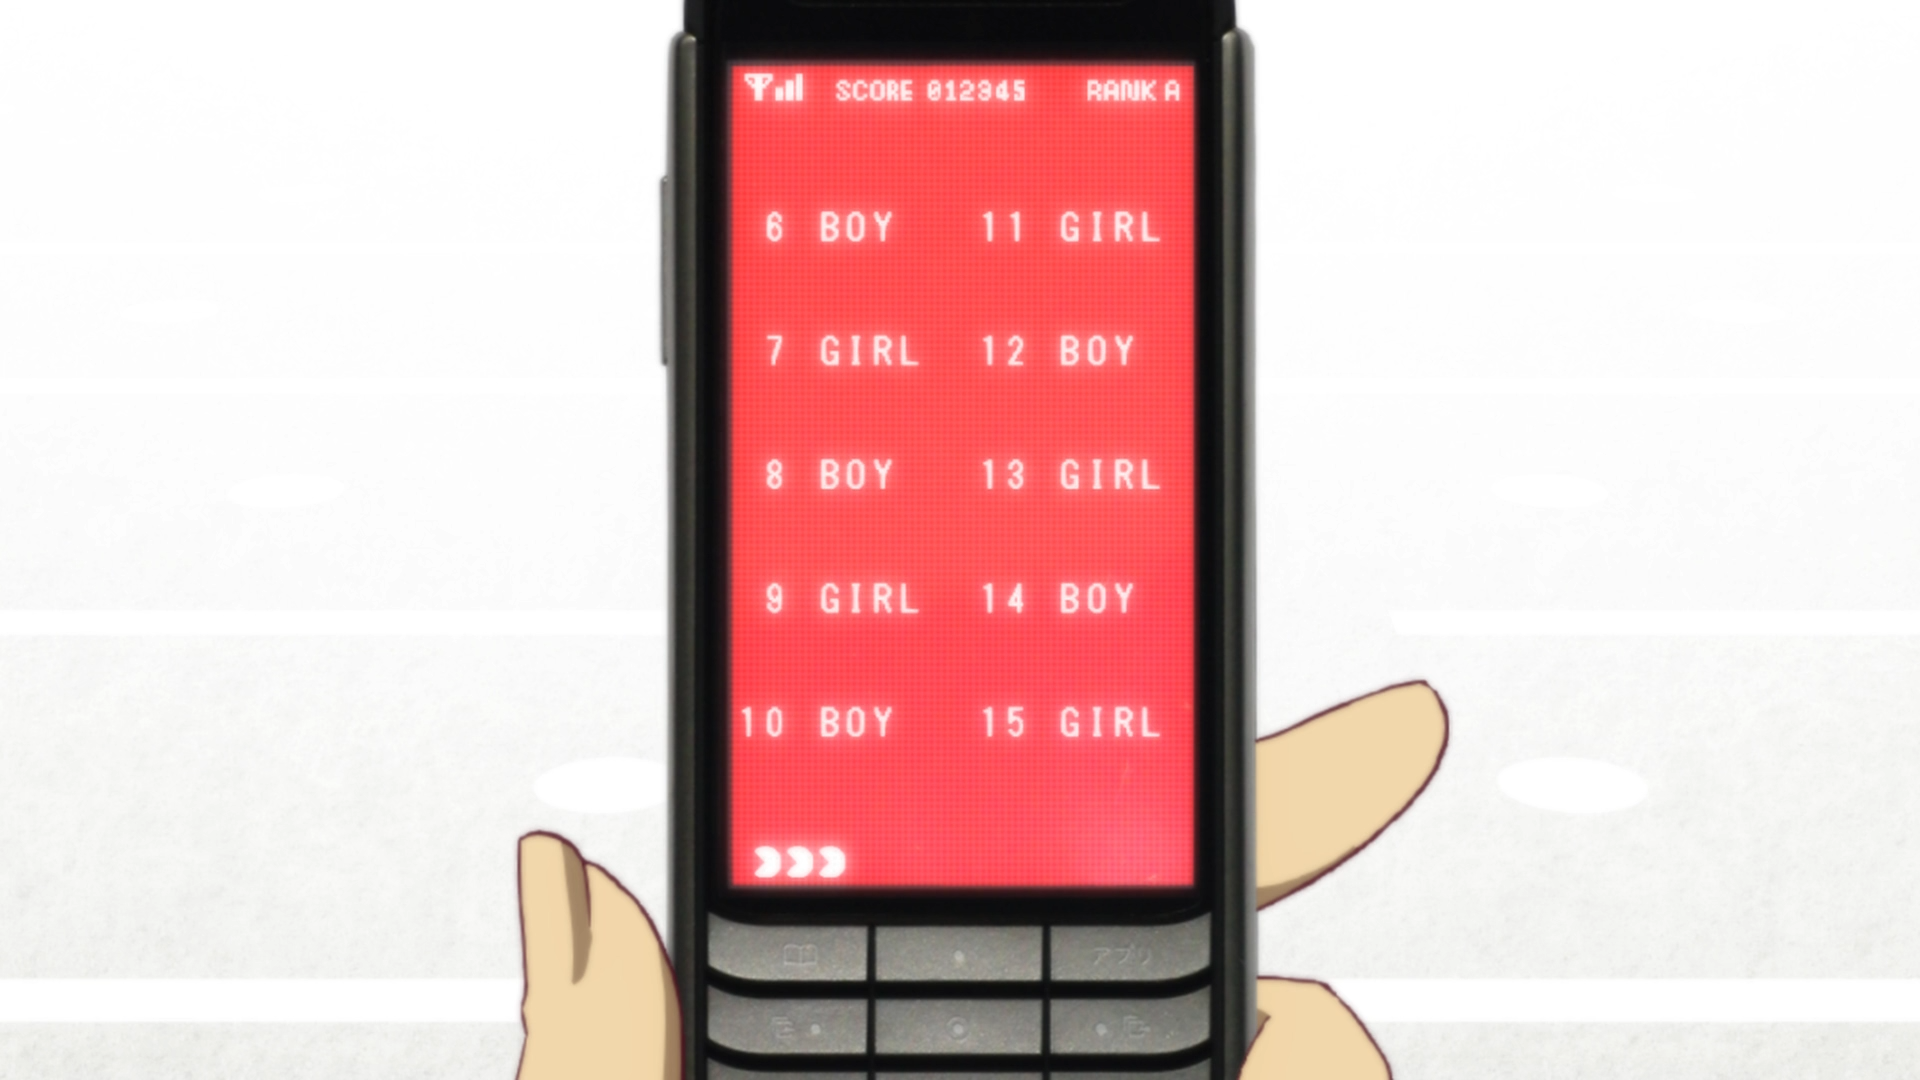 SCORE 012345 RANK A
6 BOY 11 GIRL
7 GIRL 12 BOY
8 BOY 13 GIRL
9 GIRL 14 BOY
10 BOY 15 GIRL
アプリ